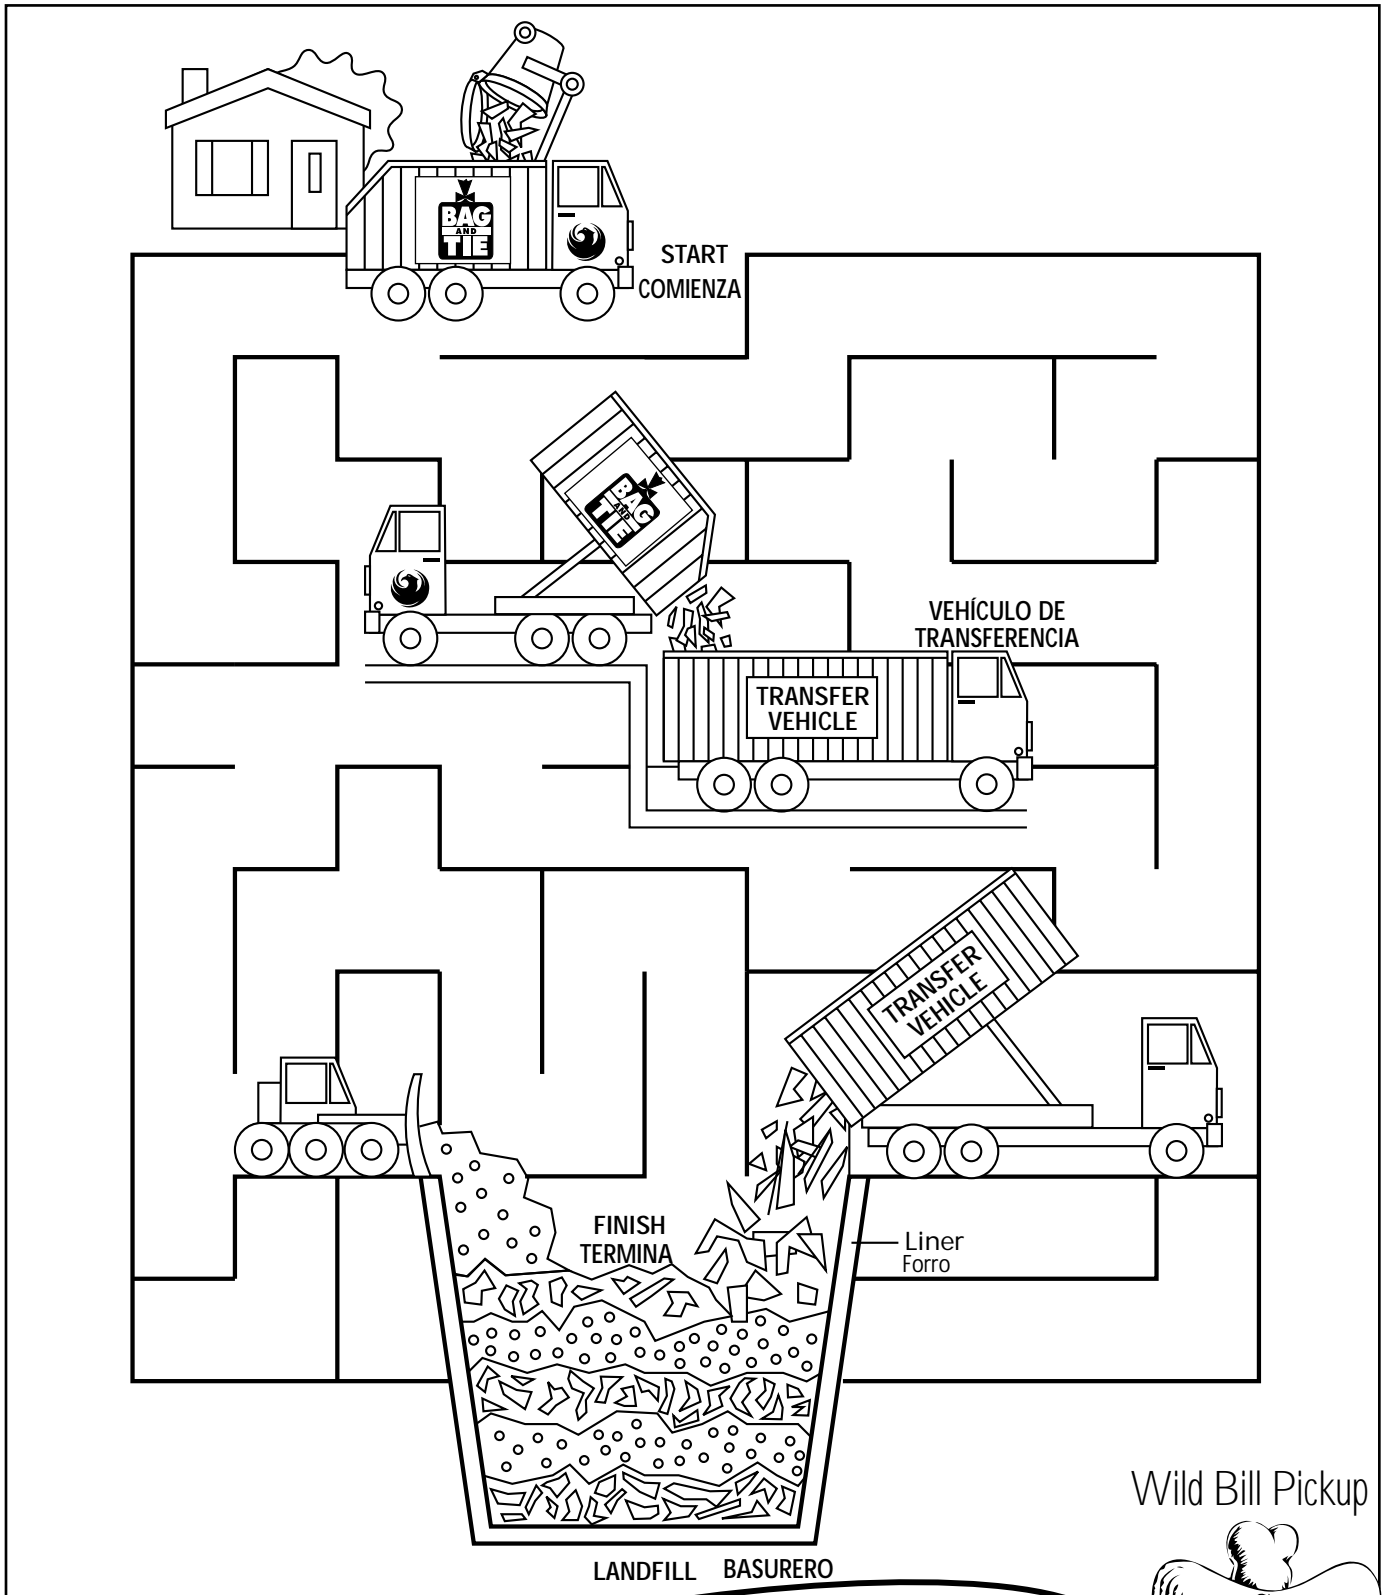 BAG
AND
TIE
START
COMIENZA
BAG
AND
TIE
VEHÍCULO DE
TRANSFERENCIA
TRANSFER
VEHICLE
TRANSFER
VEHICLE
FINISH
TERMINA
Liner
Forro
Wild Bill Pickup
LANDFILL BASURERO